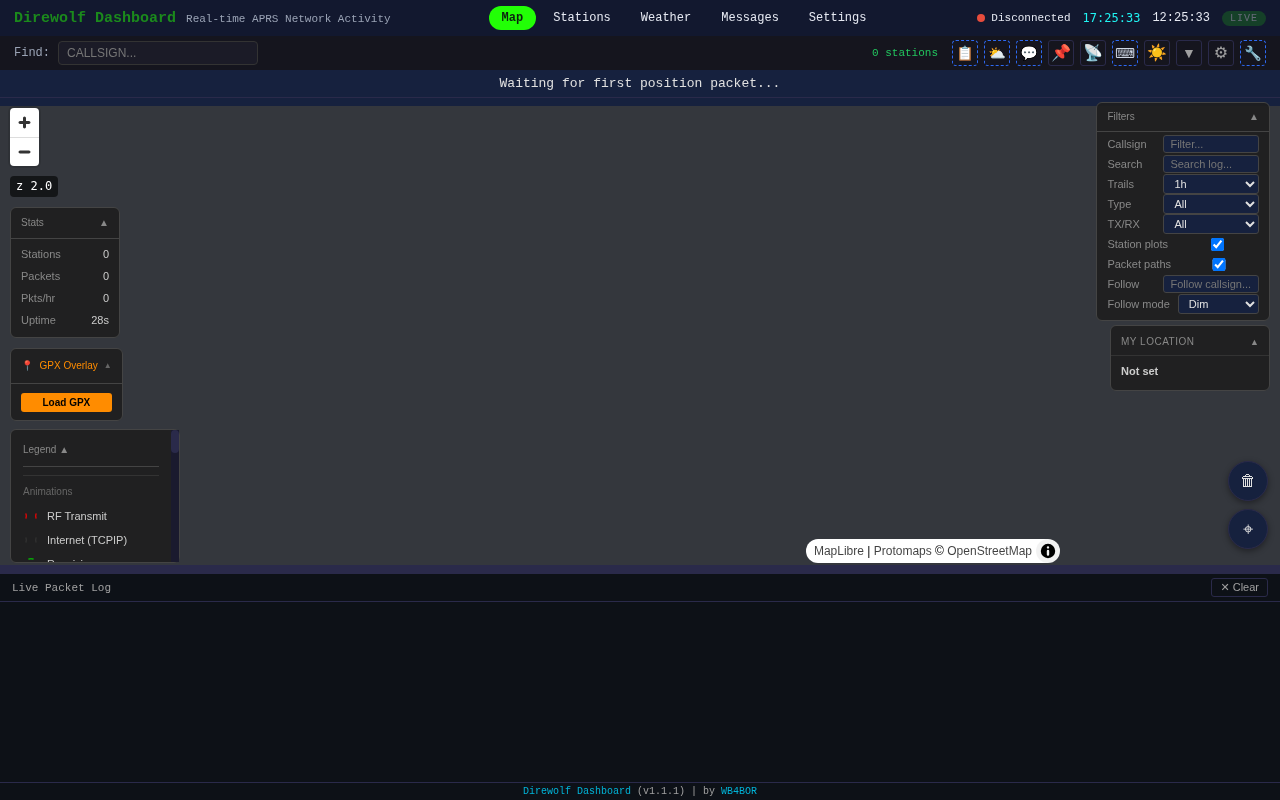 Direwolf Dashboard Real-time APRS Network Activity Map Stations Weather Messages Settings Disconnected 17:25:33 12:25:33 LIVE
Find: CALLSIGN... 0 stations
Waiting for first position packet...
+
−
z 2.0
Stats ▲
Stations 0
Packets 0
Pkts/hr 0
Uptime 28s
GPX Overlay ▲
Load GPX
Legend ▲
Animations
RF Transmit
Internet (TCPIP)
Filters ▲
Callsign Filter...
Search Search log...
Trails 1h
Type All
TX/RX All
Station plots
Packet paths
Follow Follow callsign...
Follow mode Dim
MY LOCATION ▲
Not set
MapLibre | Protomaps © OpenStreetMap
Live Packet Log ✕ Clear
Direwolf Dashboard (v1.1.1) | by WB4BOR